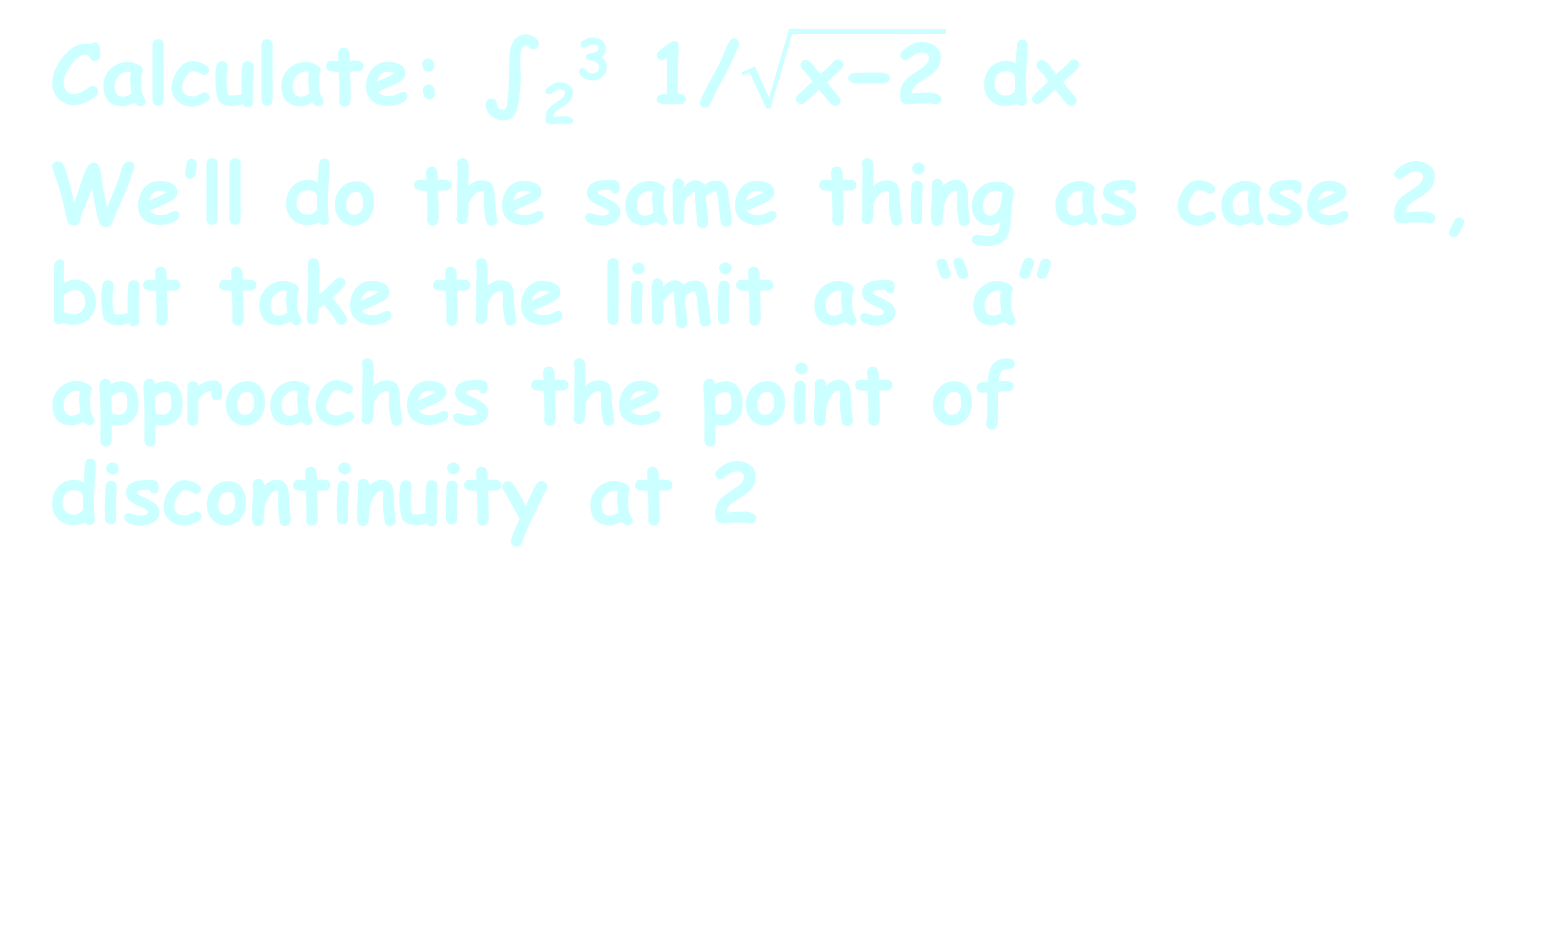 Calculate: ∫₂³ 1/√x−2 dx
We’ll do the same thing as case 2,
but take the limit as “a”
approaches the point of
discontinuity at 2